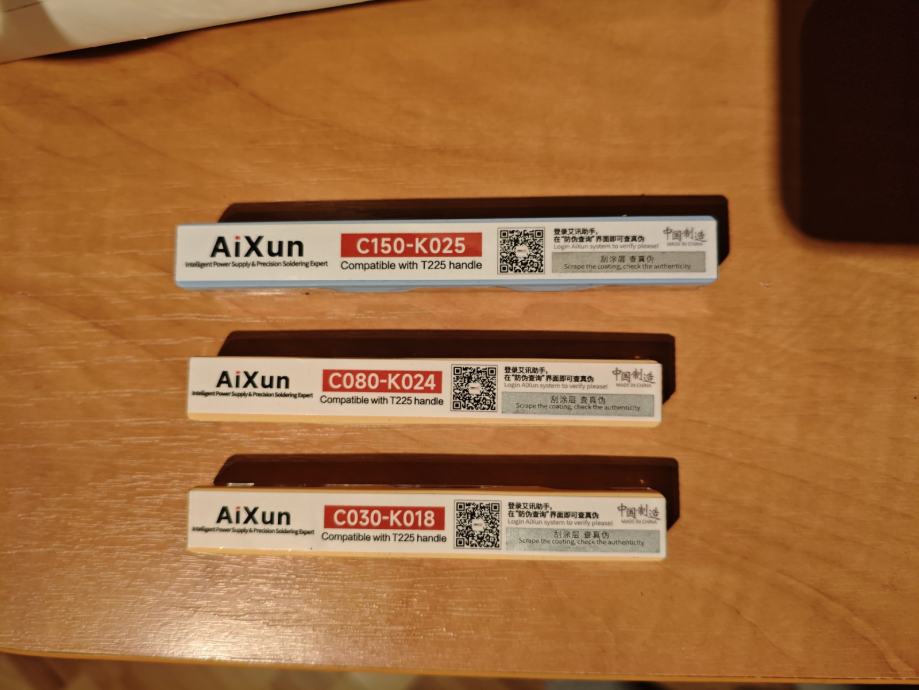 AiXun
Intelligent Power Supply & Precision Soldering Expert
C150-K025
Compatible with T225 handle
登录艾讯助手,
在"防伪查询"界面即可查真伪
Login AiXun system to verify please!
刮涂层 查真伪
Scrape the coating, check the authenticity.
中国制造
MADE IN CHINA
AiXun
Intelligent Power Supply & Precision Soldering Expert
C080-K024
Compatible with T225 handle
登录艾讯助手,
在"防伪查询"界面即可查真伪
Login AiXun system to verify please!
刮涂层 查真伪
Scrape the coating, check the authenticity.
中国制造
MADE IN CHINA
AiXun
Intelligent Power Supply & Precision Soldering Expert
C030-K018
Compatible with T225 handle
登录艾讯助手,
在"防伪查询"界面即可查真伪
Login AiXun system to verify please!
刮涂层 查真伪
Scrape the coating, check the authenticity.
中国制造
MADE IN CHINA